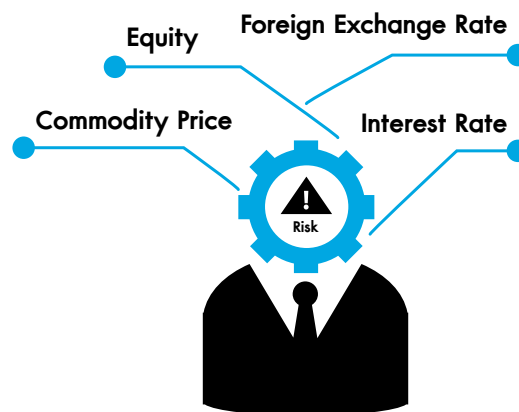 Foreign Exchange Rate
Equity
Commodity Price
Interest Rate
!
Risk